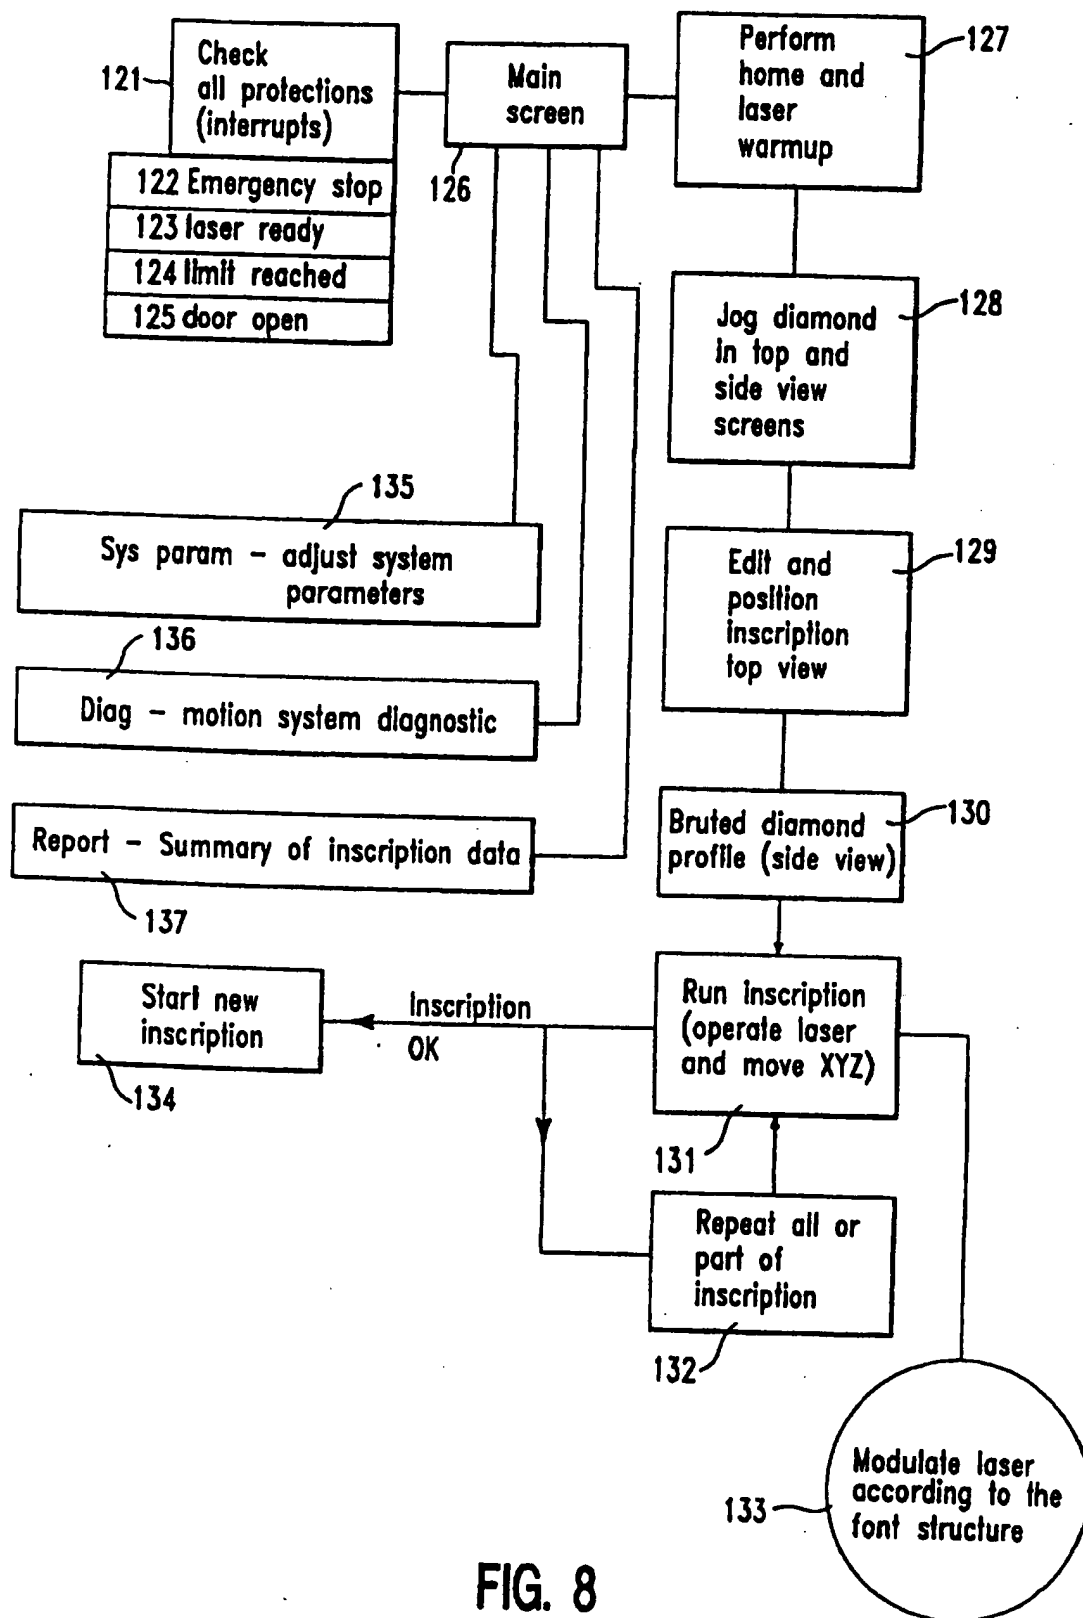 121
Check
all protections
(interrupts)
122 Emergency stop
123 laser ready
124 limit reached
125 door open
Main
screen
126
Perform
home and
laser
warmup
127
Jog diamond
in top and
side view
screens
128
Edit and
position
inscription
top view
129
135
Sys param - adjust system
parameters
136
Diag - motion system diagnostic
Report - Summary of inscription data
137
Bruted diamond
profile (side view)
130
Start new
inscription
134
Inscription
OK
Run inscription
(operate laser
and move XYZ)
131
Repeat all or
part of
inscription
132
133
Modulate laser
according to the
font structure
FIG. 8